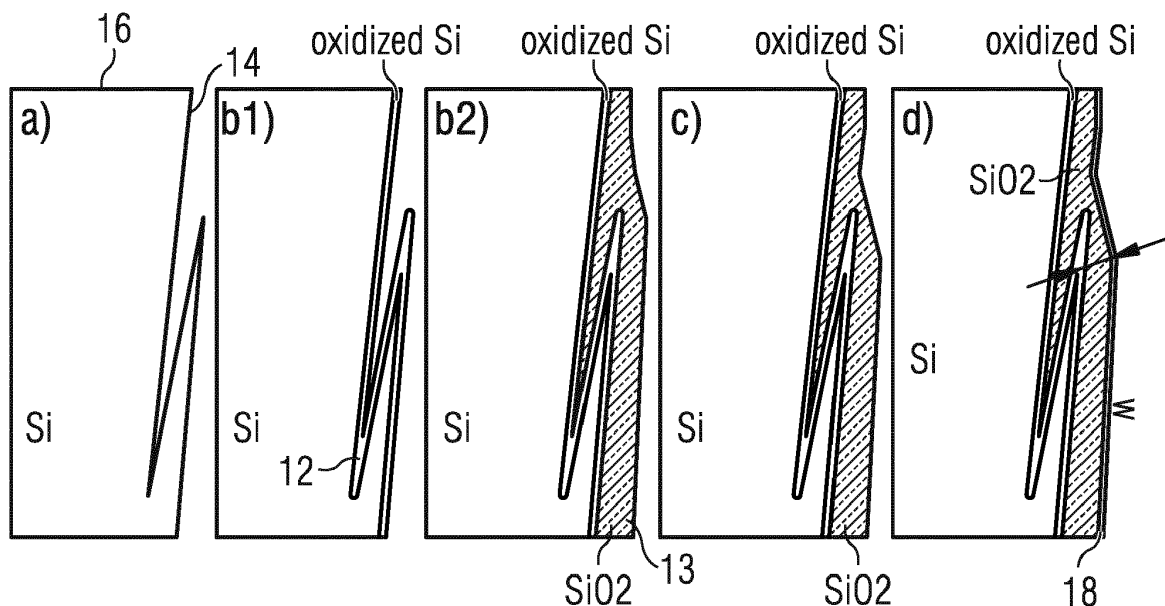 16
14
oxidized Si
oxidized Si
oxidized Si
oxidized Si
a)
b1)
b2)
c)
d)
SiO2
Si
Si
Si
Si
Si
12
W
SiO2
13
SiO2
18